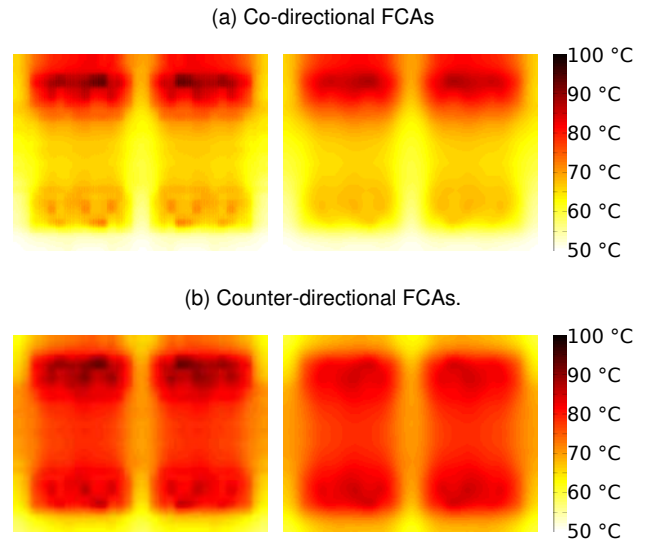 (a) Co-directional FCAs
100 °C
90 °C
80 °C
70 °C
60 °C
50 °C
(b) Counter-directional FCAs.
100 °C
90 °C
80 °C
70 °C
60 °C
50 °C